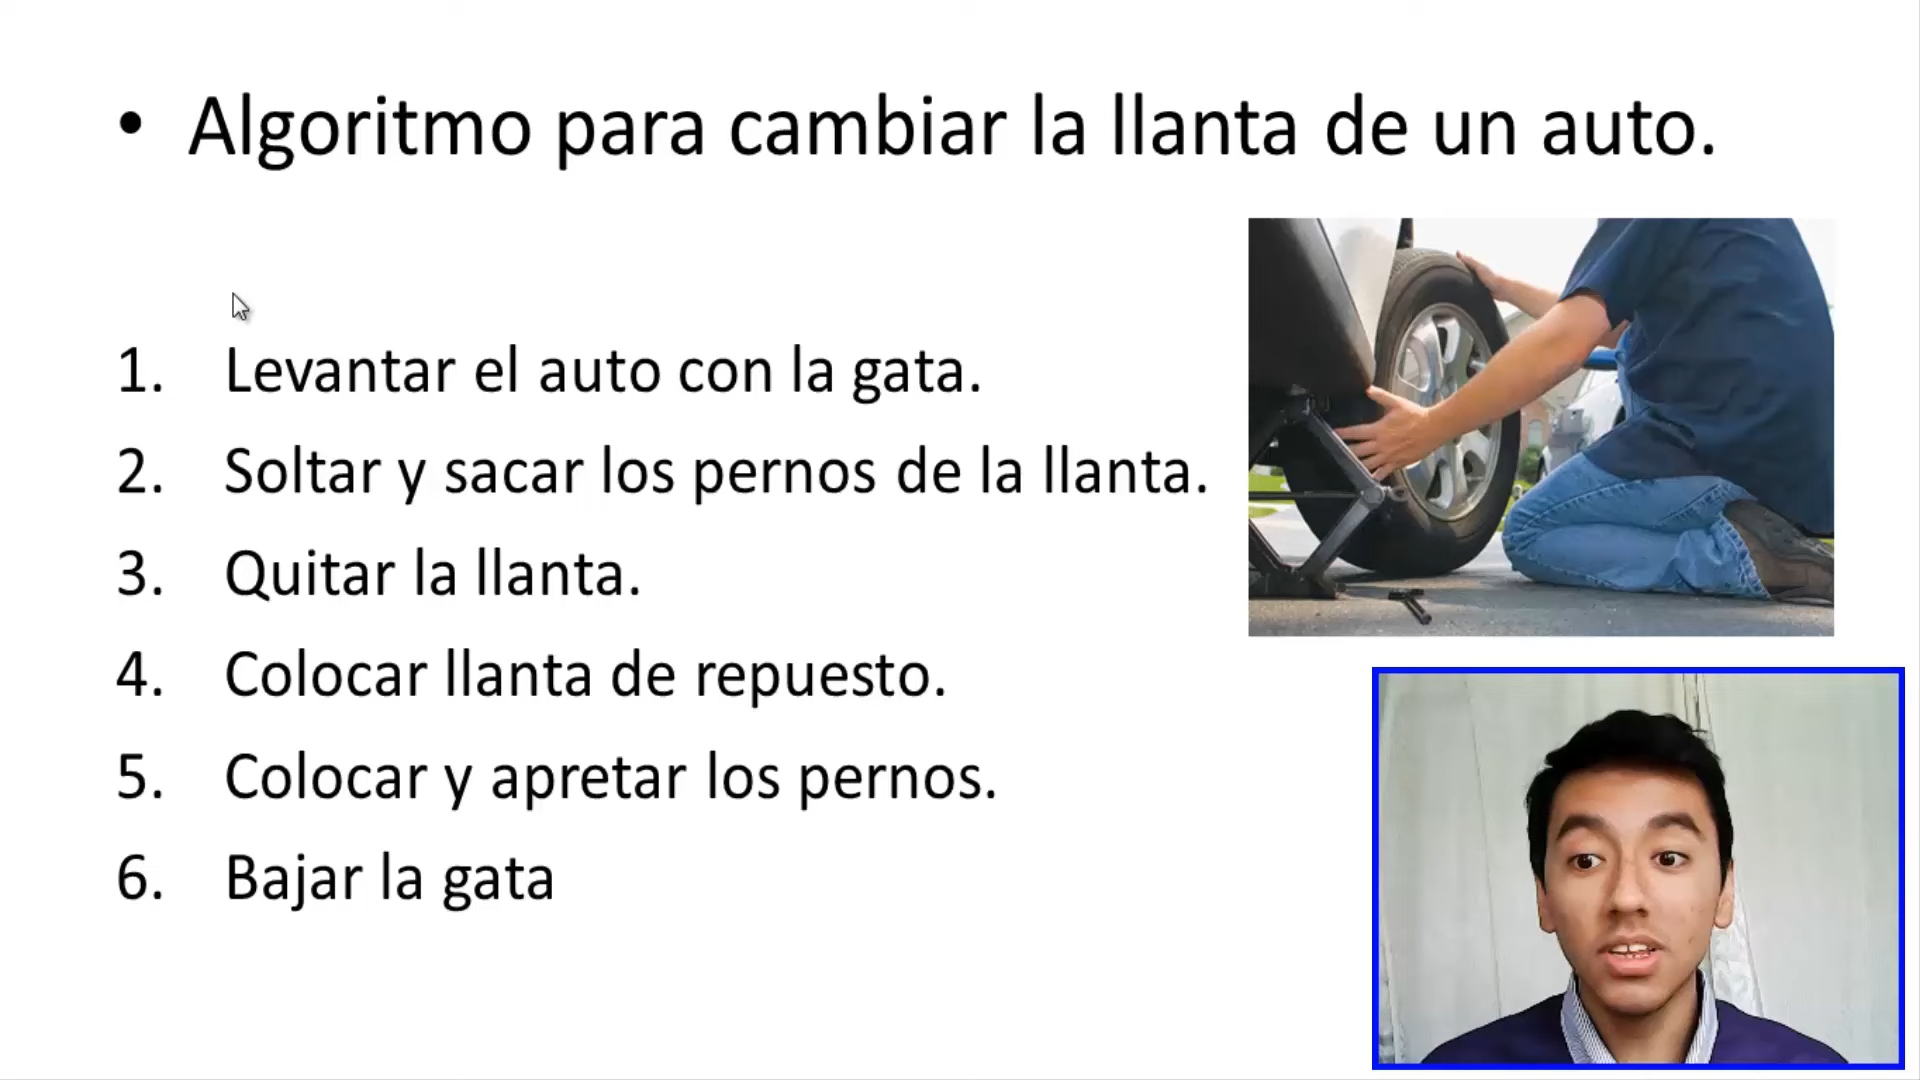 • Algoritmo para cambiar la llanta de un auto.
1. Levantar el auto con la gata.
2. Soltar y sacar los pernos de la llanta.
3. Quitar la llanta.
4. Colocar llanta de repuesto.
5. Colocar y apretar los pernos.
6. Bajar la gata